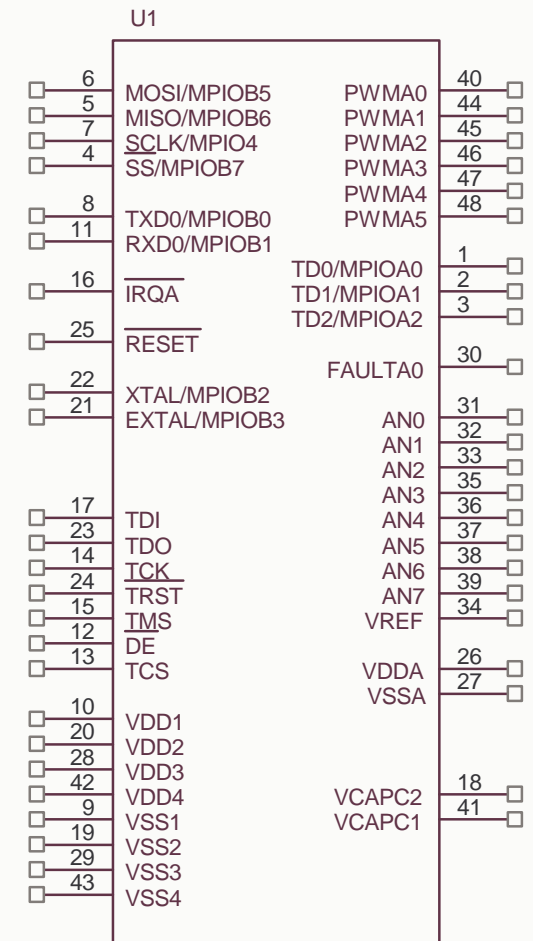 U1
6 MOSI/MPIOB5 PWMA0 40
5 MISO/MPIOB6 PWMA1 44
7 SCLK/MPIO4 PWMA2 45
4 SS/MPIOB7 PWMA3 46
PWMA4 47
8 TXD0/MPIOB0 PWMA5 48
11 RXD0/MPIOB1
TD0/MPIOA0 1
16 IRQA TD1/MPIOA1 2
TD2/MPIOA2 3
25 RESET
FAULTA0 30
22 XTAL/MPIOB2
21 EXTAL/MPIOB3 AN0 31
AN1 32
AN2 33
AN3 35
17 TDI AN4 36
23 TDO AN5 37
14 TCK AN6 38
24 TRST AN7 39
15 TMS VREF 34
12 DE
13 TCS VDDA 26
VSSA 27
10 VDD1
20 VDD2
28 VDD3
42 VDD4 VCAPC2 18
9 VSS1 VCAPC1 41
19 VSS2
29 VSS3
43 VSS4